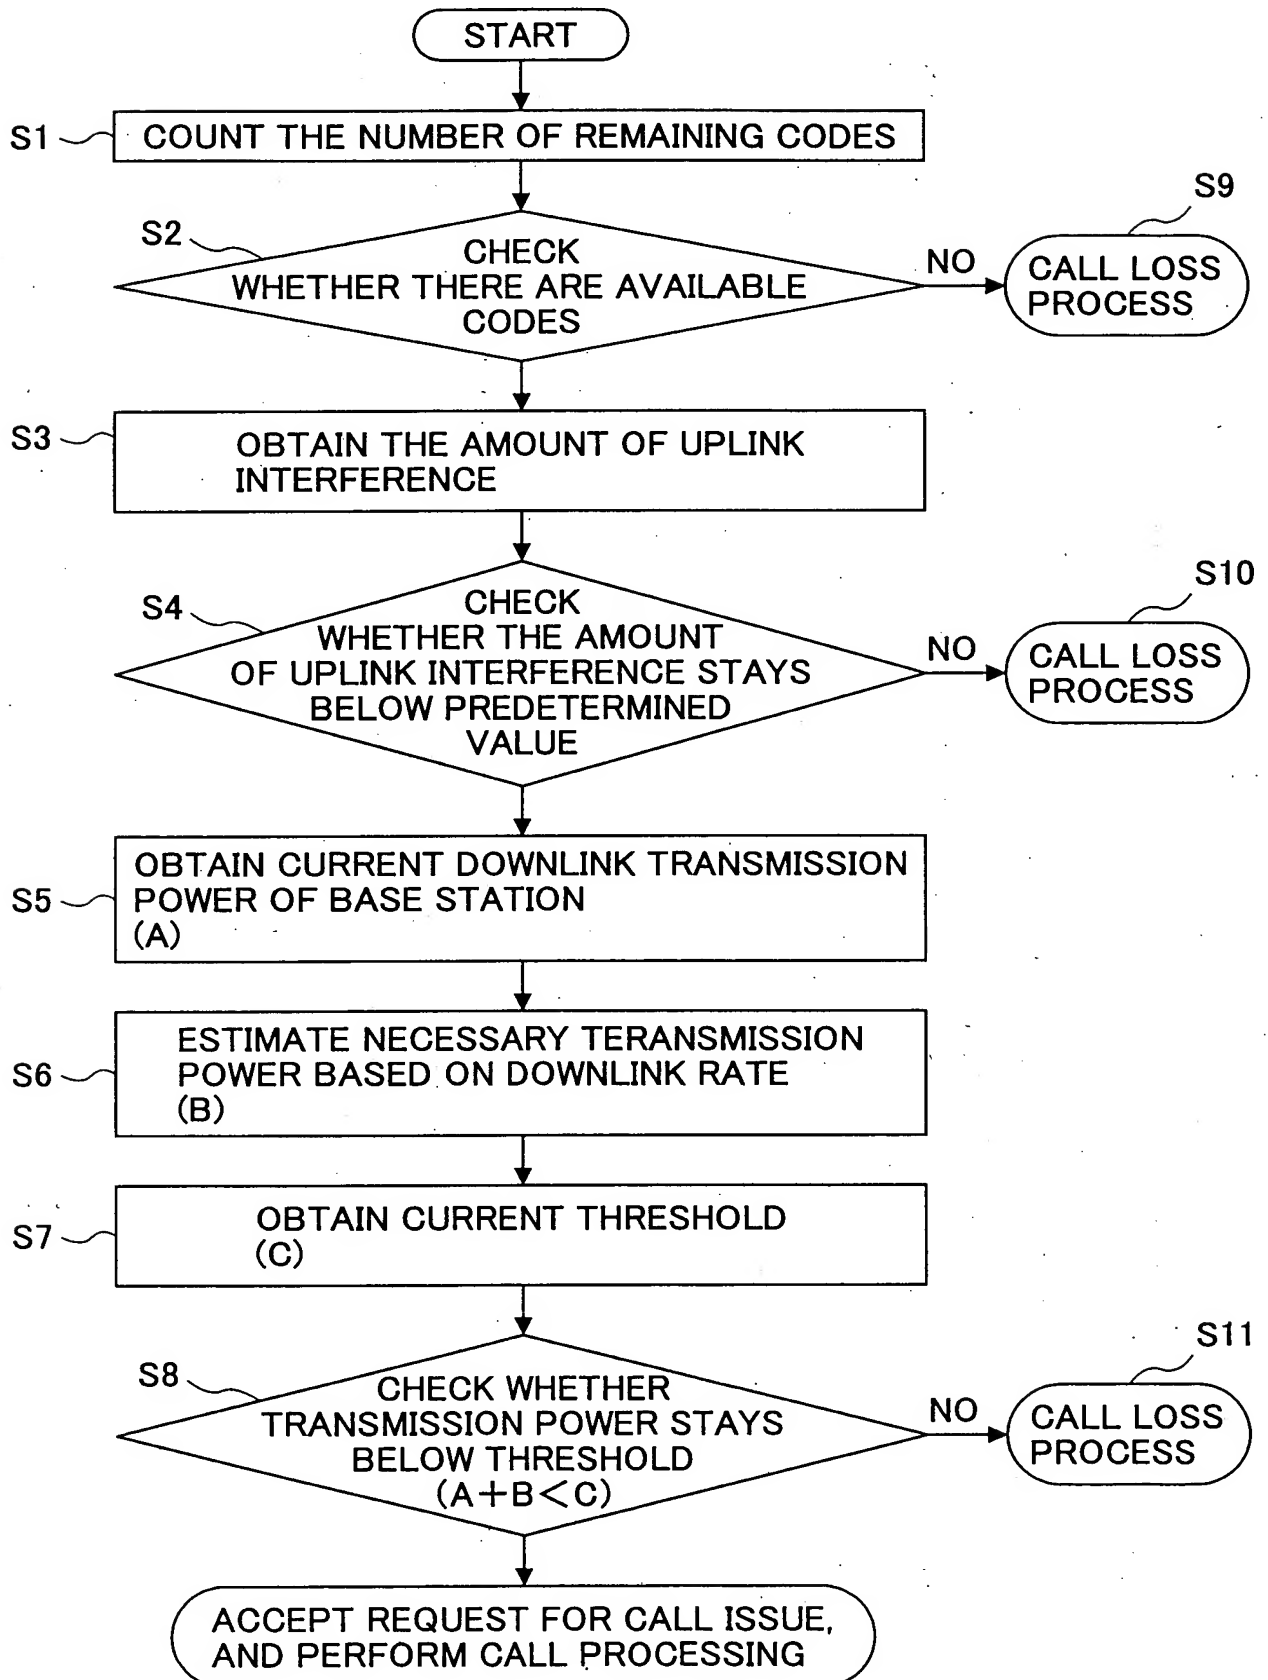 START
S1
COUNT THE NUMBER OF REMAINING CODES
S2
CHECK
WHETHER THERE ARE AVAILABLE
CODES
NO
S9
CALL LOSS
PROCESS
S3
OBTAIN THE AMOUNT OF UPLINK
INTERFERENCE
S4
CHECK
WHETHER THE AMOUNT
OF UPLINK INTERFERENCE STAYS
BELOW PREDETERMINED
VALUE
NO
S10
CALL LOSS
PROCESS
S5
OBTAIN CURRENT DOWNLINK TRANSMISSION
POWER OF BASE STATION
(A)
S6
ESTIMATE NECESSARY TERANSMISSION
POWER BASED ON DOWNLINK RATE
(B)
S7
OBTAIN CURRENT THRESHOLD
(C)
S8
CHECK WHETHER
TRANSMISSION POWER STAYS
BELOW THRESHOLD
(A+B<C)
NO
S11
CALL LOSS
PROCESS
ACCEPT REQUEST FOR CALL ISSUE,
AND PERFORM CALL PROCESSING